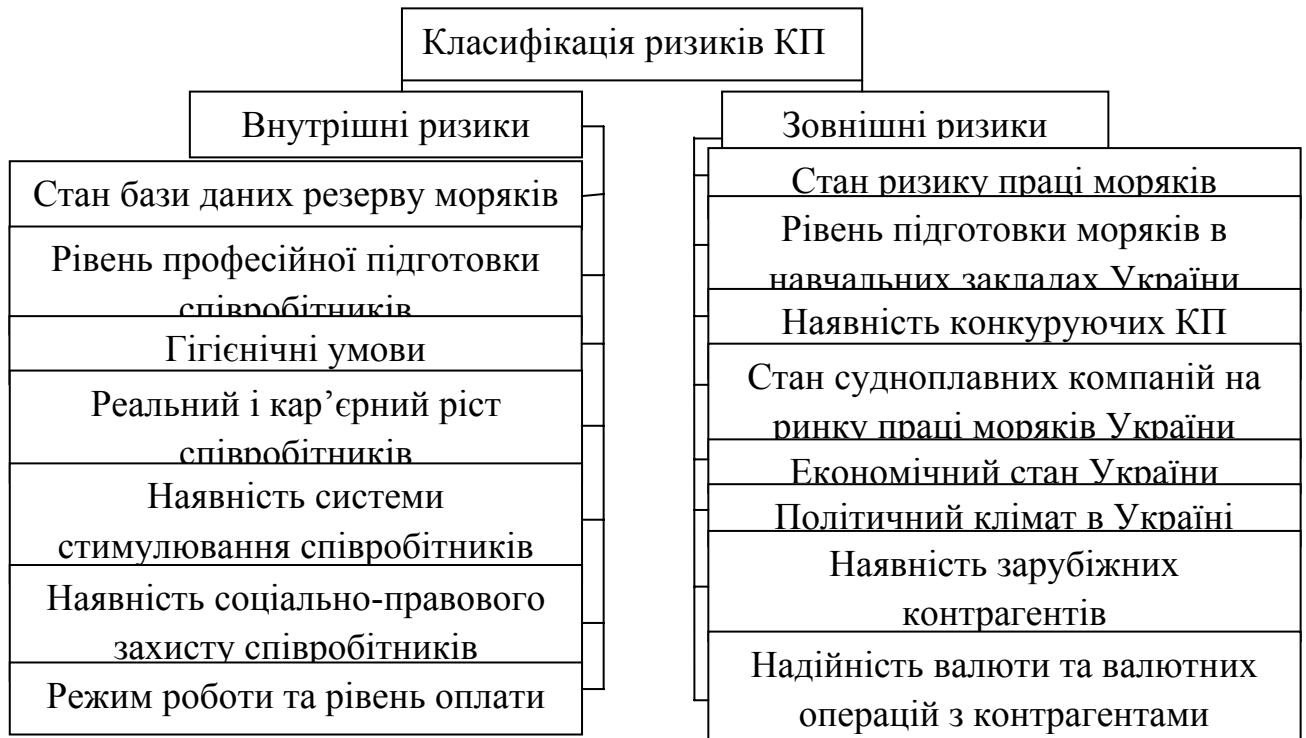 Класифікація ризиків КП
Внутрішні ризики
Стан бази даних резерву моряків
Рівень професійної підготовки
співробітників
Гігієнічні умови
Реальний і кар’єрний ріст
співробітників
Наявність системи
стимулювання співробітників
Наявність соціально-правового
захисту співробітників
Режим роботи та рівень оплати
Зовнішні ризики
Стан ризику праці моряків
Рівень підготовки моряків в
навчальних закладах України
Наявність конкуруючих КП
Стан судноплавних компаній на
ринку праці моряків України
Економічний стан України
Політичний клімат в Україні
Наявність зарубіжних
контрагентів
Надійність валюти та валютних
операцій з контрагентами